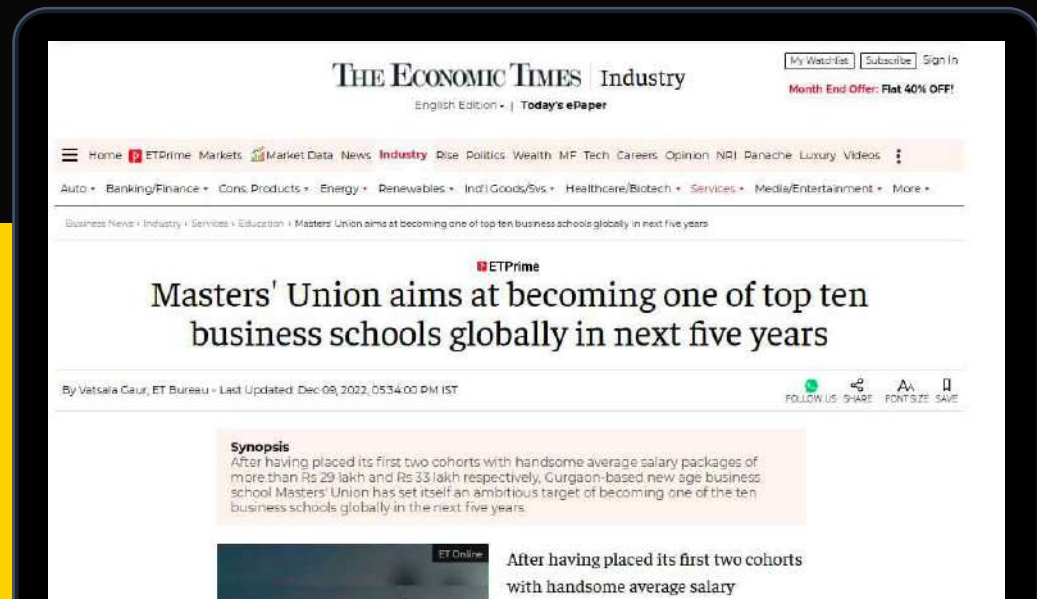 THE ECONOMIC TIMES | Industry
My Watchlist Subscribe Sign In
Month End Offer: Flat 40% OFF!
English Edition | Today's ePaper
Home ETPrime Markets Market Data News Industry Rise Politics Wealth MF Tech Careers Opinion NRI Panache Luxury Videos
Auto Banking/Finance Cons. Products Energy Renewables Ind'l Goods/Svs Healthcare/Biotech Services Media/Entertainment More
Business News › Industry › Services › Education › Masters' Union aims at becoming one of top ten business schools globally in next five years
ETPrime
Masters' Union aims at becoming one of top ten
business schools globally in next five years
By Vatsala Gaur, ET Bureau • Last Updated: Dec 09, 2022, 05:34:00 PM IST
FOLLOW US SHARE FONT SIZE SAVE
Synopsis
After having placed its first two cohorts with handsome average salary packages of
more than Rs 29 lakh and Rs 33 lakh respectively, Gurgaon-based new age business
school Masters' Union has set itself an ambitious target of becoming one of the ten
business schools globally in the next five years.
ET Online
After having placed its first two cohorts
with handsome average salary